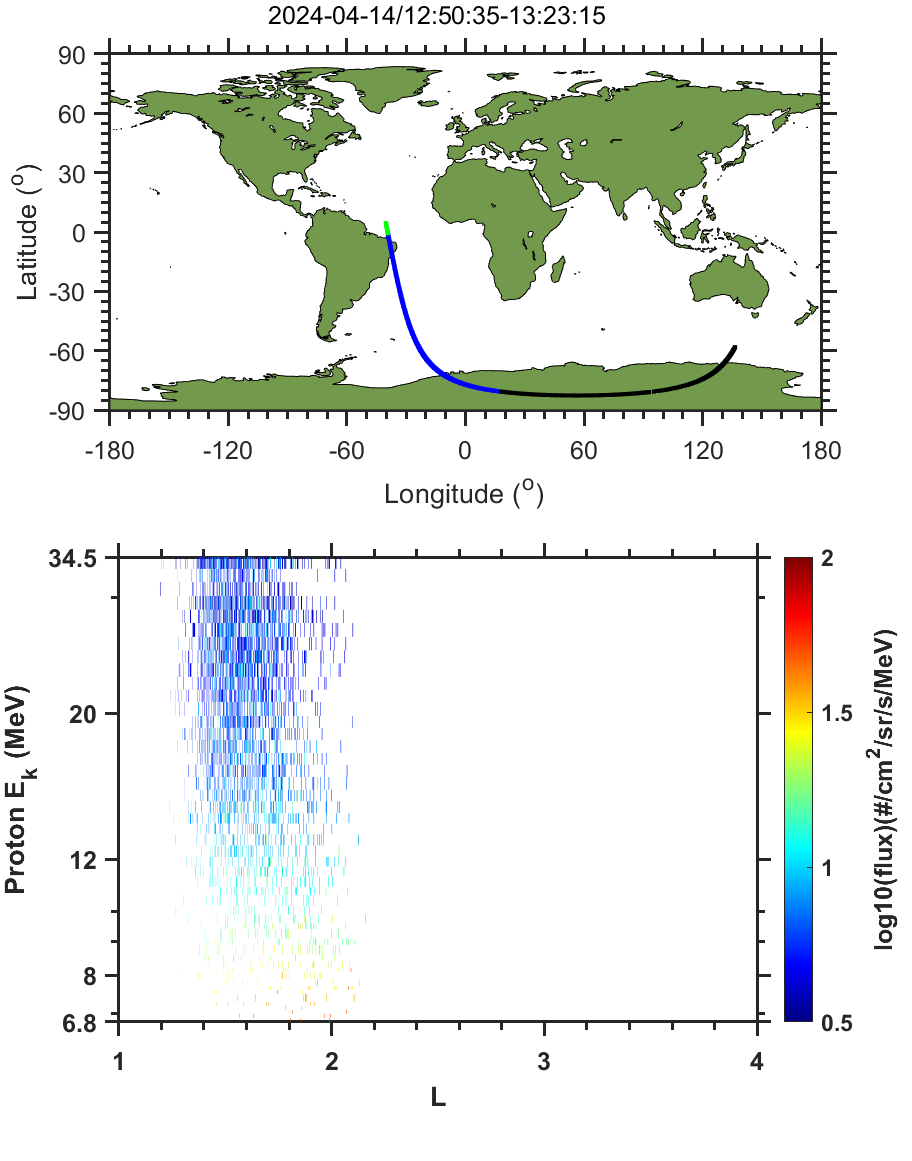 2024-04-14/12:50:35-13:23:15
90
60
30
0
-30
-60
-90
Latitude (°)
-180 -120 -60 0 60 120 180
Longitude (°)
34.5
20
12
8
6.8
Proton E_k (MeV)
1 2 3 4
L
2
1.5
1
0.5
log10(flux)(#/cm²/sr/s/MeV)